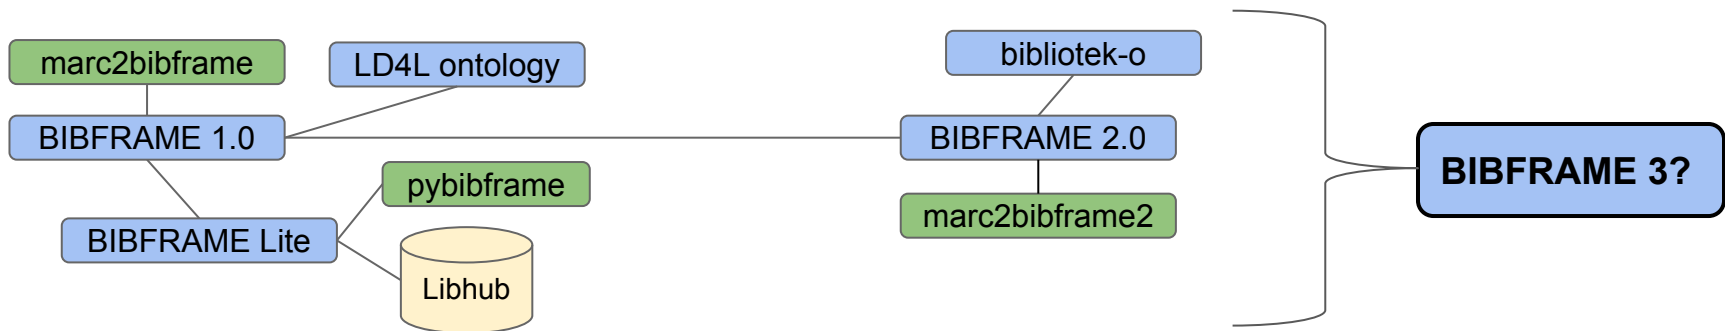 marc2bibframe
LD4L ontology
bibliotek-o
BIBFRAME 1.0
BIBFRAME 2.0
BIBFRAME 3?
pybibframe
marc2bibframe2
BIBFRAME Lite
Libhub